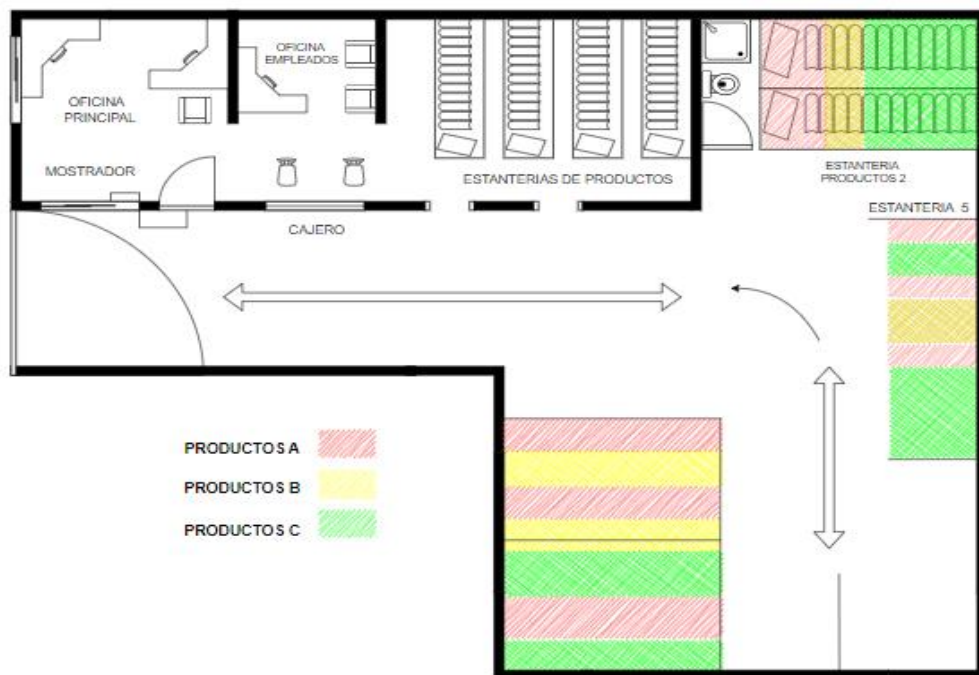 OFICINA
PRINCIPAL
MOSTRADOR
OFICINA
EMPLEADOS
CAJERO
ESTANTERIAS DE PRODUCTOS
ESTANTERIA
PRODUCTOS 2
ESTANTERIA 5
PRODUCTOS A
PRODUCTOS B
PRODUCTOS C